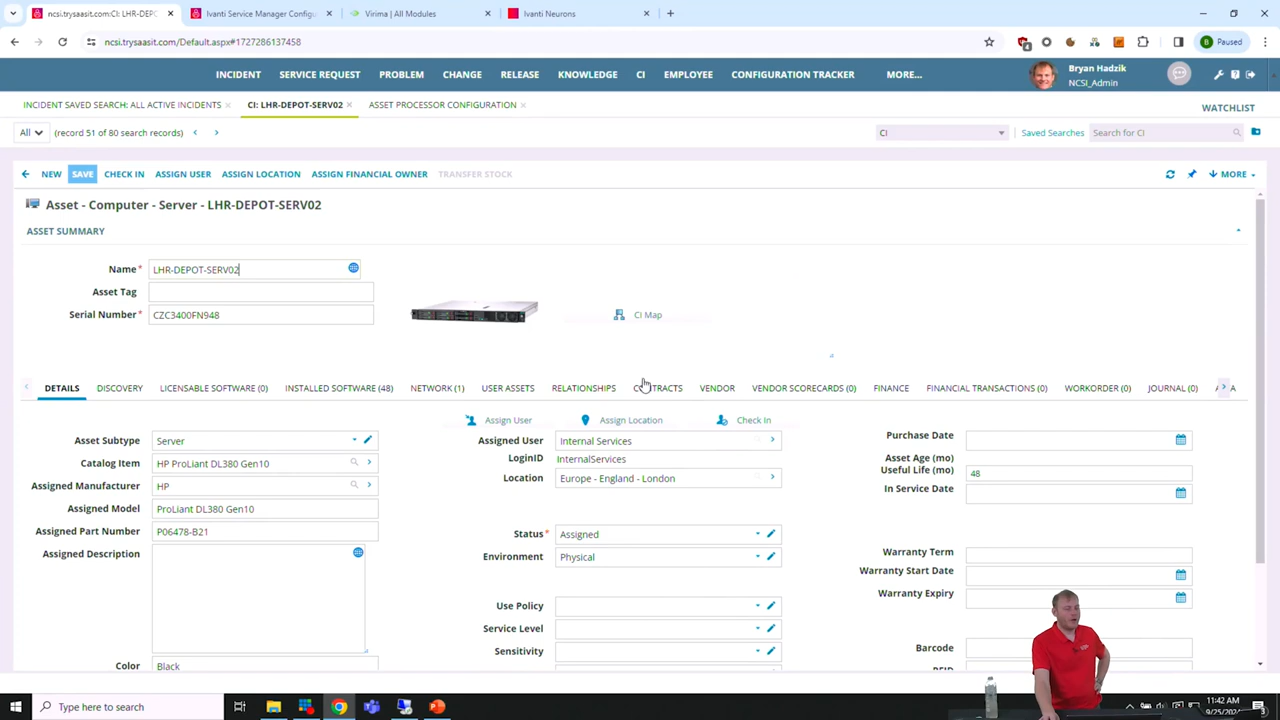 ncsi.trysaasit.com:CI: LHR-DEPO
Ivanti Service Manager Configu
Virima | All Modules
Ivanti Neurons
ncsi.trysaasit.com/Default.aspx#1727286137458
4
B Paused
INCIDENT SERVICE REQUEST PROBLEM CHANGE RELEASE KNOWLEDGE CI EMPLOYEE CONFIGURATION TRACKER MORE...
Bryan Hadzik
NCSI_Admin
INCIDENT SAVED SEARCH: ALL ACTIVE INCIDENTS CI: LHR-DEPOT-SERV02 ASSET PROCESSOR CONFIGURATION
WATCHLIST
All (record 51 of 80 search records) CI Saved Searches Search for CI
NEW SAVE CHECK IN ASSIGN USER ASSIGN LOCATION ASSIGN FINANCIAL OWNER TRANSFER STOCK MORE
Asset - Computer - Server - LHR-DEPOT-SERV02
ASSET SUMMARY
Name* LHR-DEPOT-SERV02
Asset Tag
Serial Number* CZC3400FN948
CI Map
DETAILS DISCOVERY LICENSABLE SOFTWARE (0) INSTALLED SOFTWARE (48) NETWORK (1) USER ASSETS RELATIONSHIPS CONTRACTS VENDOR VENDOR SCORECARDS (0) FINANCE FINANCIAL TRANSACTIONS (0) WORKORDER (0) JOURNAL (0)
Assign User Assign Location Check In
Asset Subtype Server
Catalog Item HP ProLiant DL380 Gen10
Assigned Manufacturer HP
Assigned Model ProLiant DL380 Gen10
Assigned Part Number P06478-B21
Assigned Description
Color Black
Assigned User Internal Services
LoginID InternalServices
Location Europe - England - London
Status* Assigned
Environment Physical
Use Policy
Service Level
Sensitivity
Purchase Date
Asset Age (mo)
Useful Life (mo) 48
In Service Date
Warranty Term
Warranty Start Date
Warranty Expiry
Barcode
Type here to search
11:42 AM